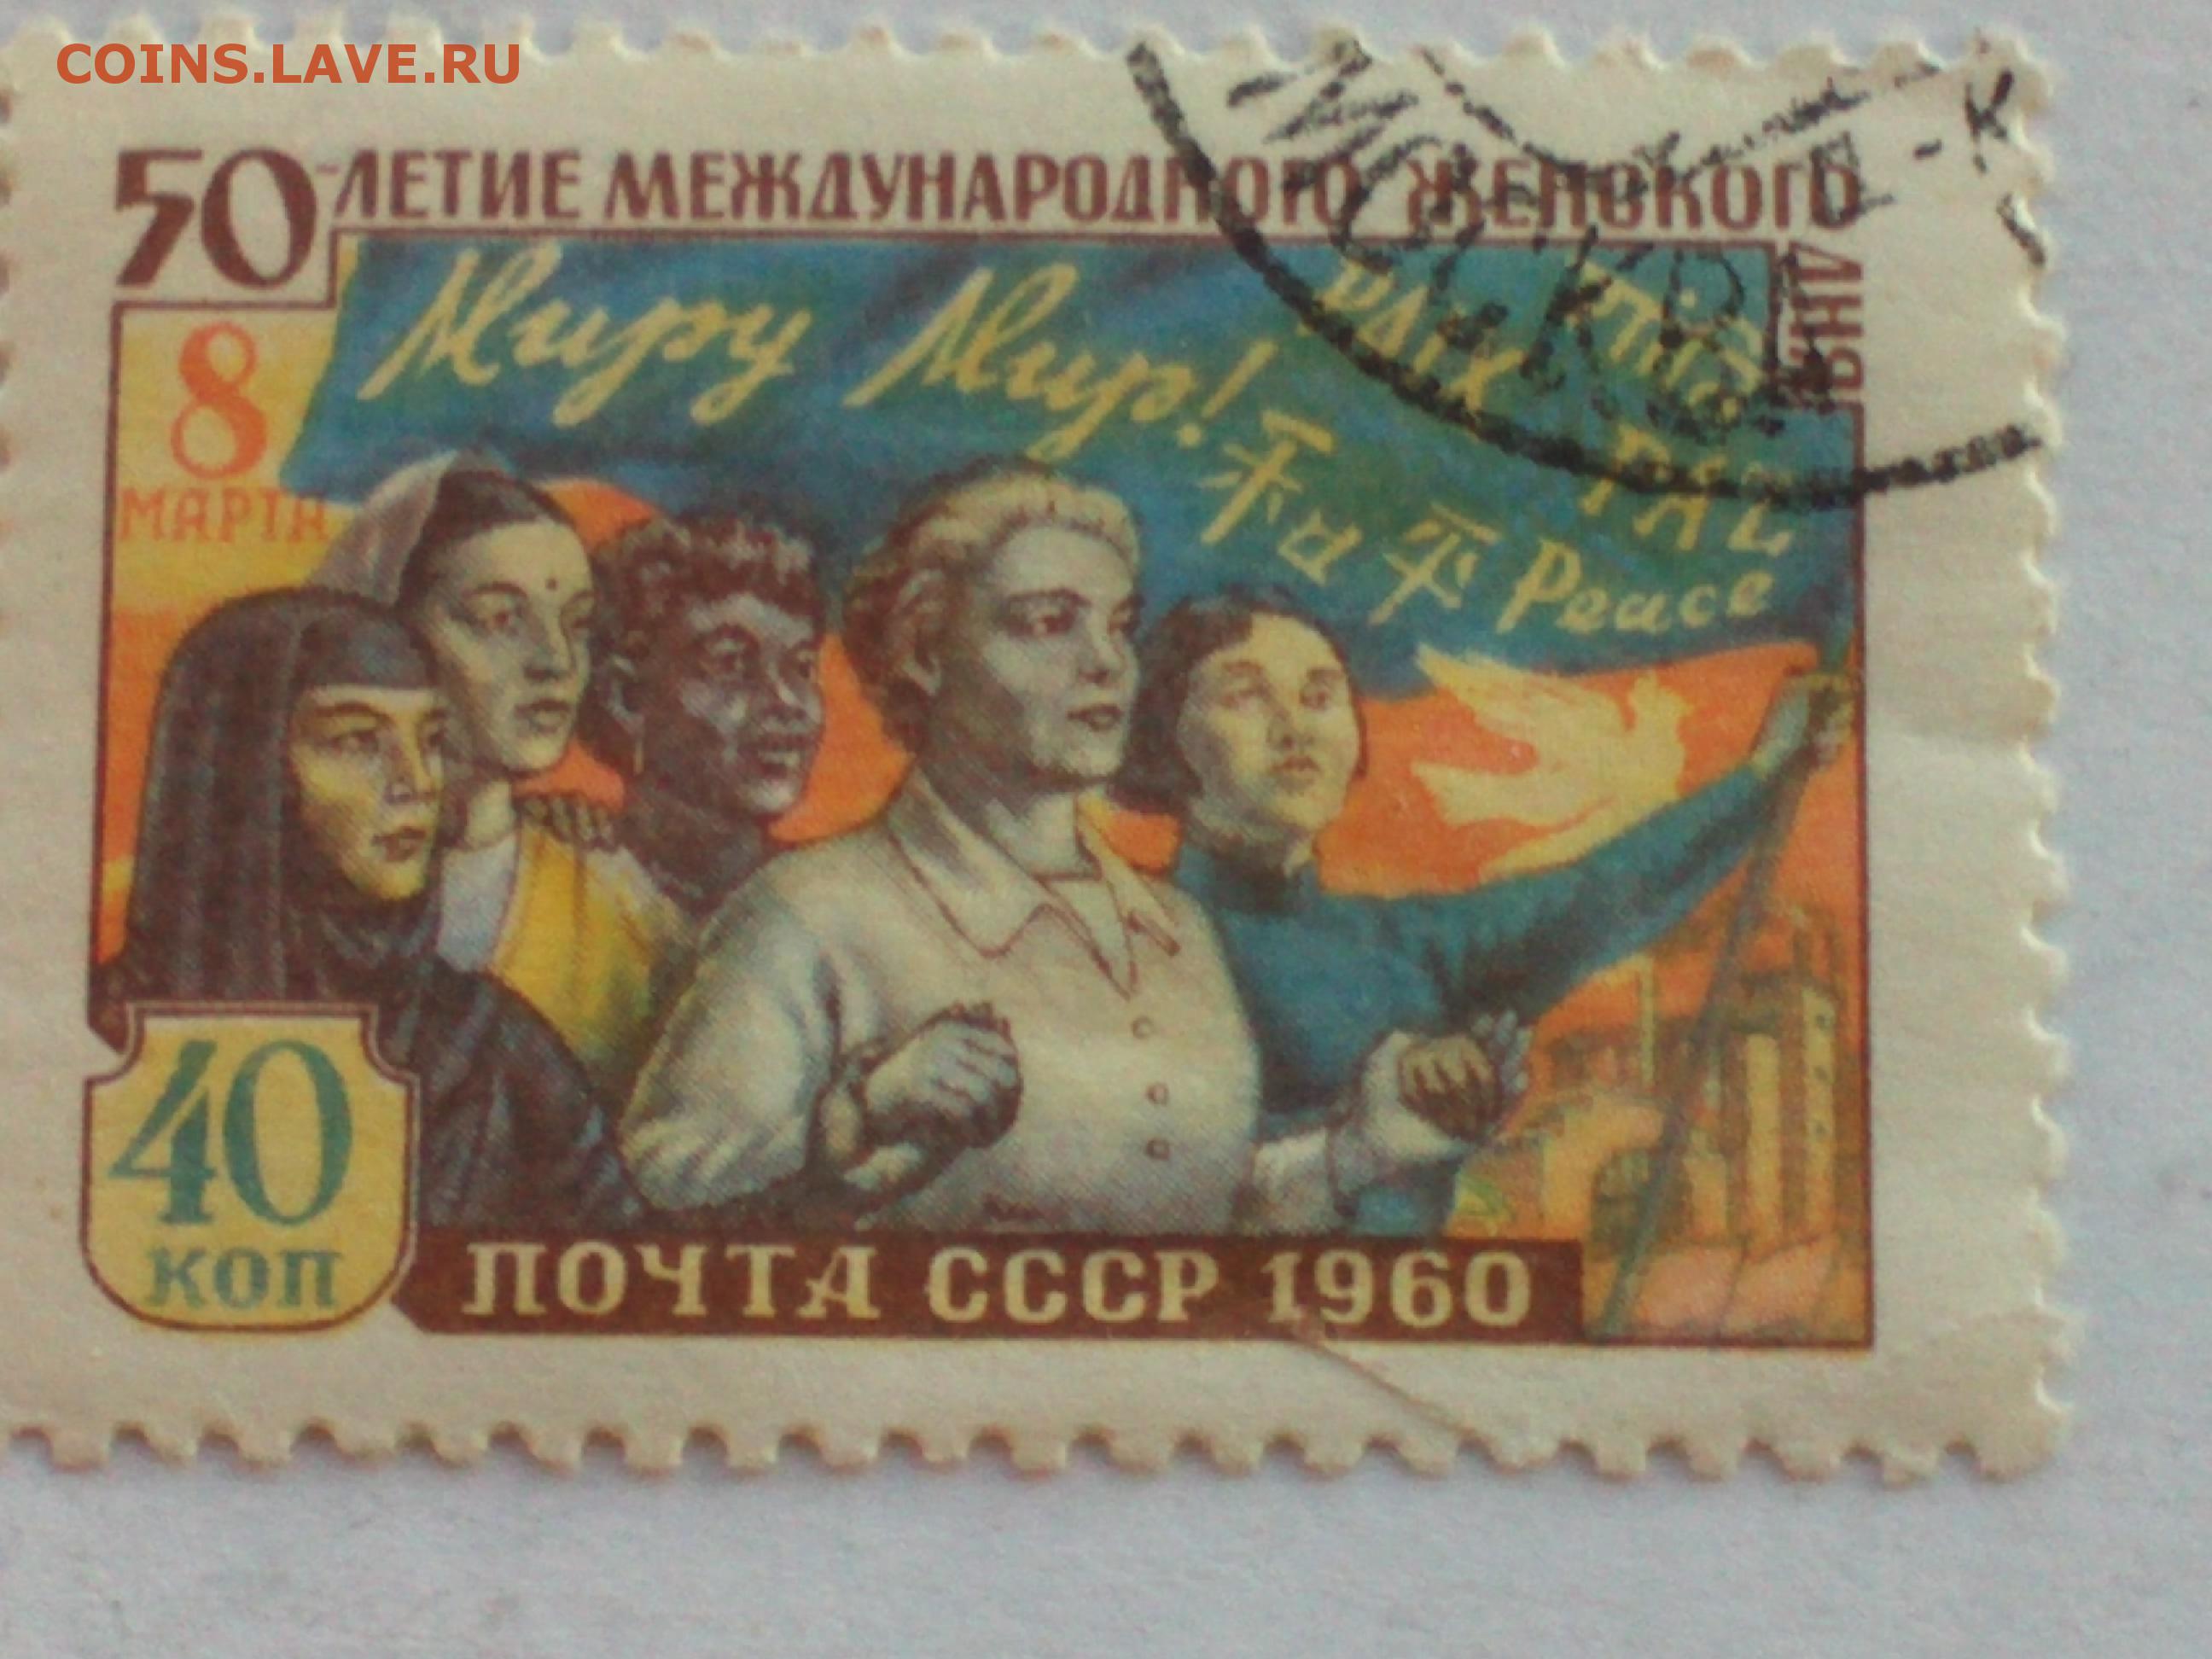 COINS.LAVE.RU
50-ЛЕТИЕ МЕЖДУНАРОДНОГО ЖЕНСКОГО
ДНЯ
8
МАРТА
Миру Мир!
和平
Peace
МОСКВА
40
КОП
ПОЧТА СССР 1960